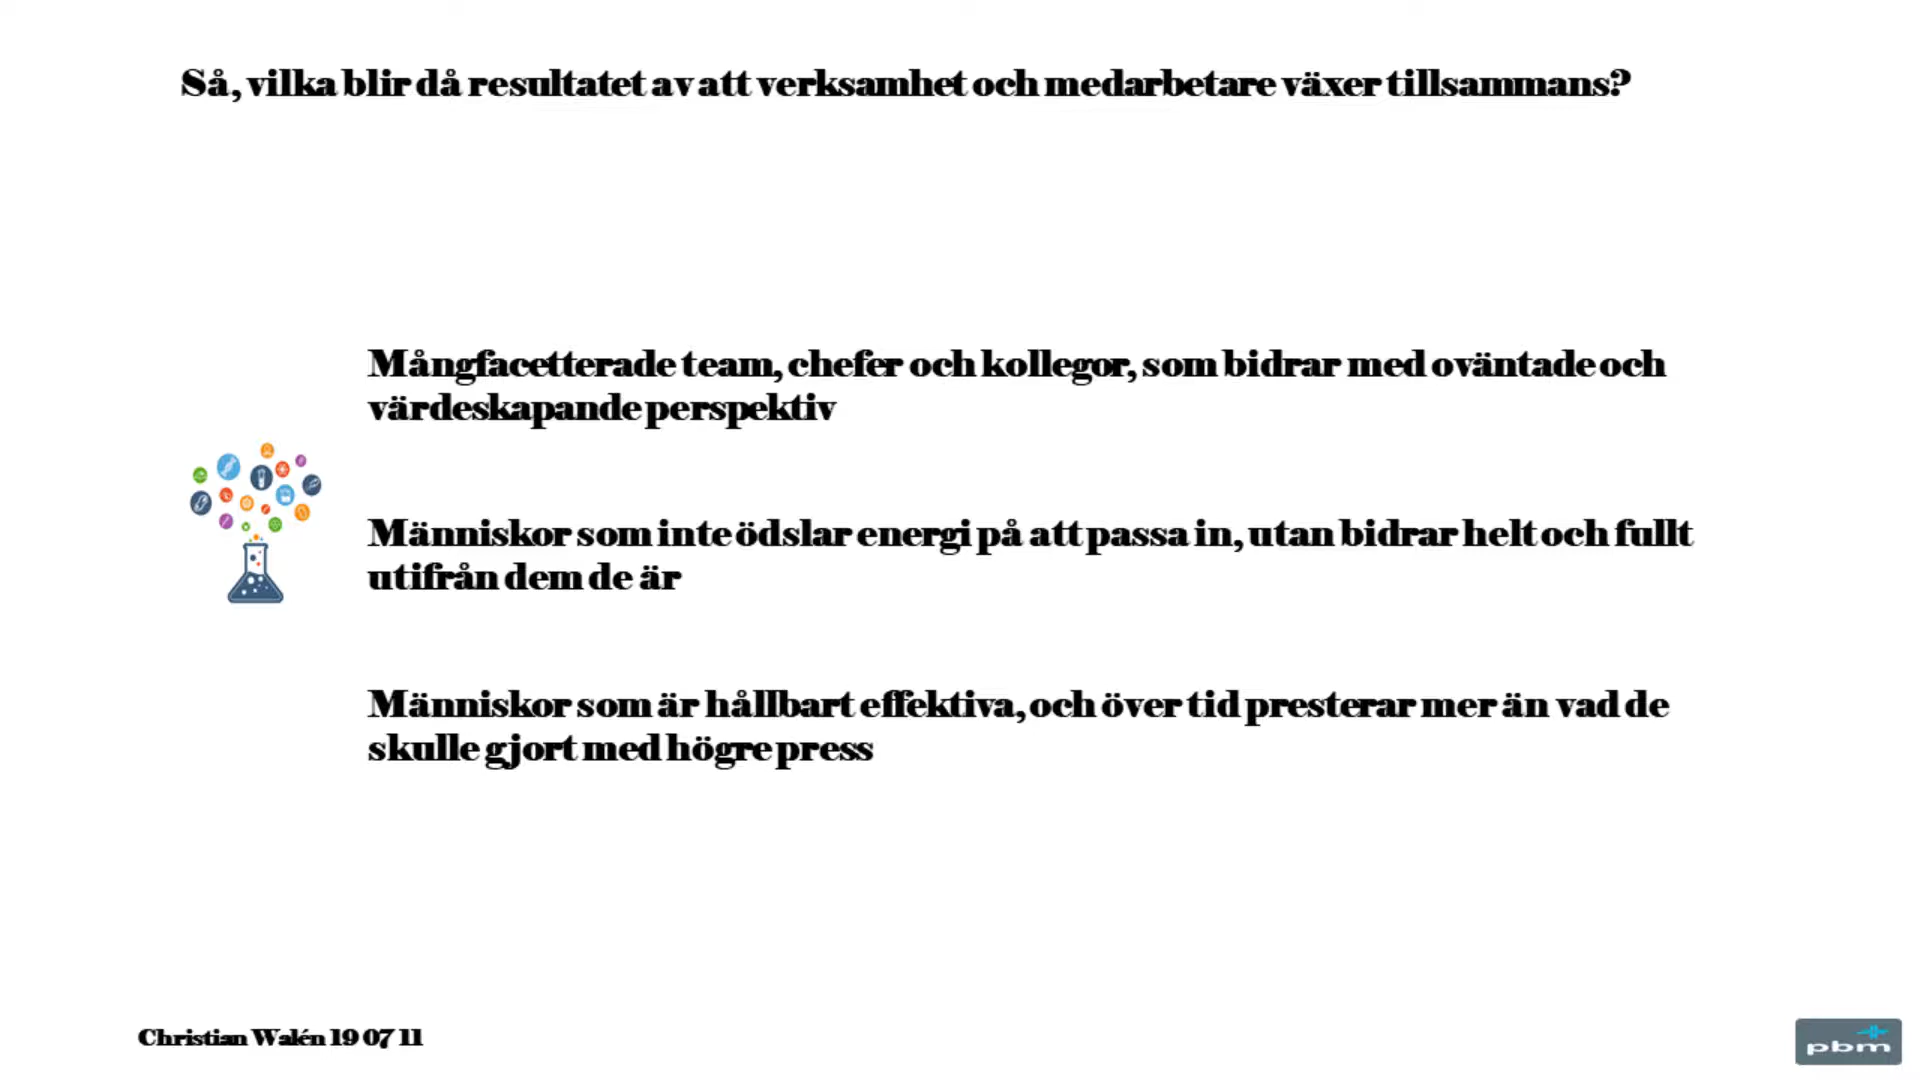 Så, vilka blir då resultatet av att verksamhet och medarbetare växer tillsammans?
Mångfacetterade team, chefer och kollegor, som bidrar med oväntade och
värdeskapande perspektiv
Människor som inte ödslar energi på att passa in, utan bidrar helt och fullt
utifrån dem de är
Människor som är hållbart effektiva, och över tid presterar mer än vad de
skulle gjort med högre press
Christian Walén 19 07 11
pbm